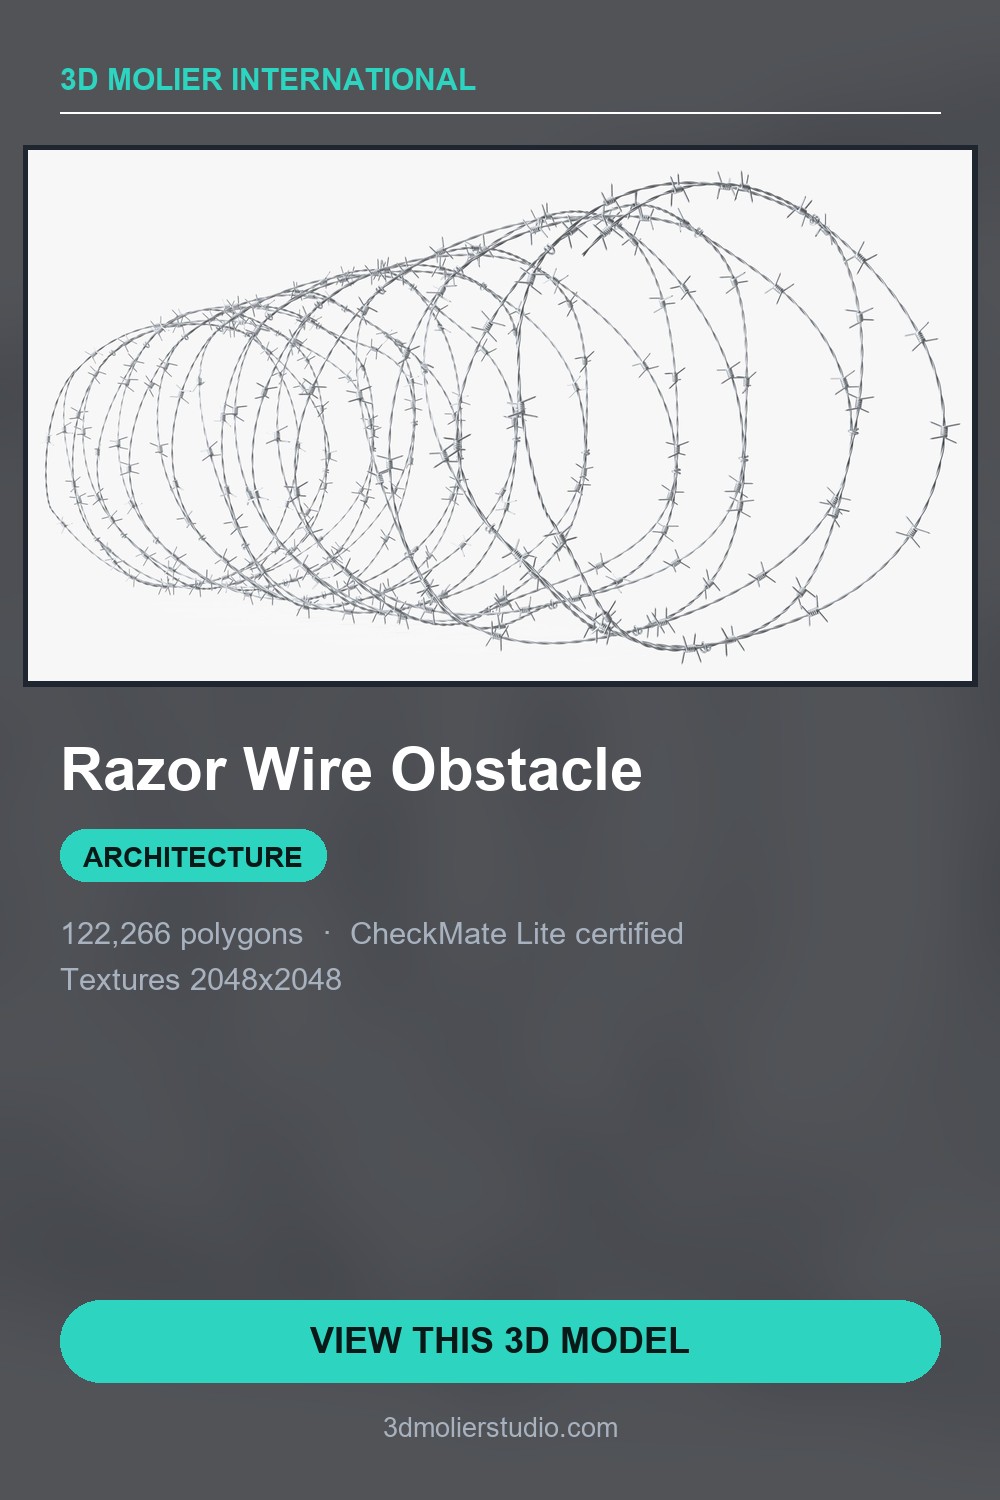 3D MOLIER INTERNATIONAL
Razor Wire Obstacle
ARCHITECTURE
122,266 polygons · CheckMate Lite certified
Textures 2048x2048
VIEW THIS 3D MODEL
3dmolierstudio.com